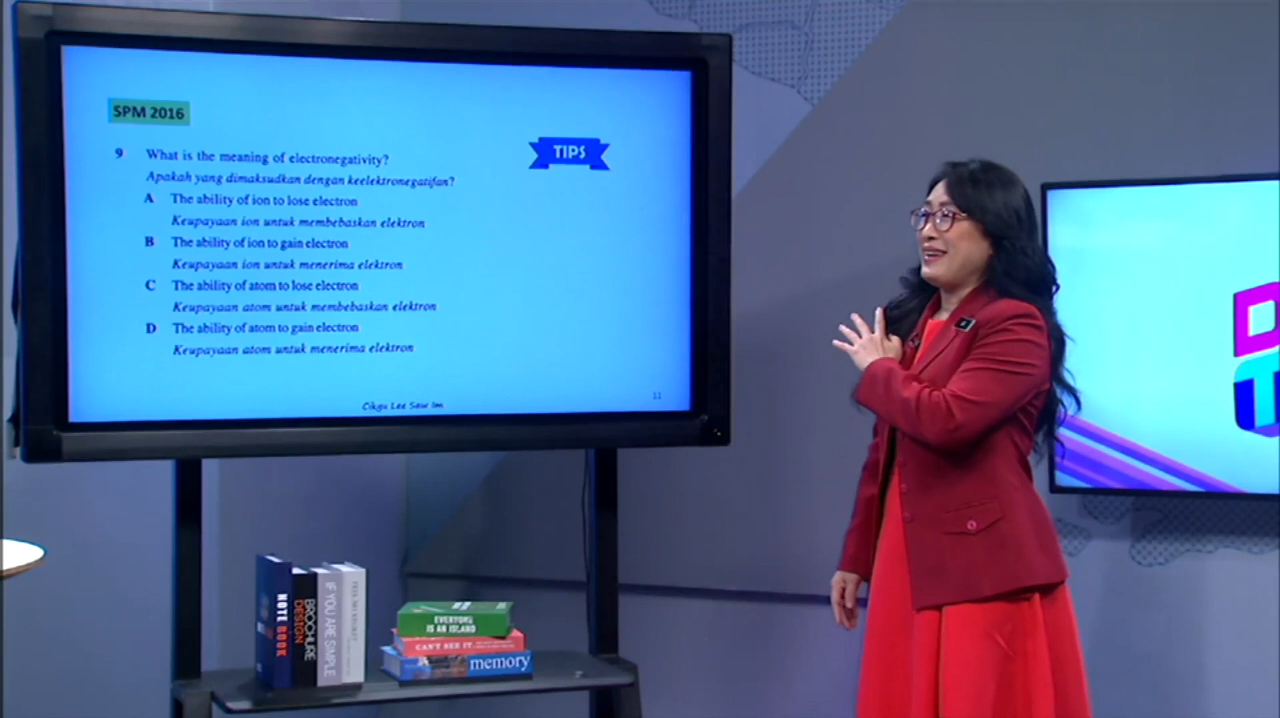 SPM 2016
TIPS
9 What is the meaning of electronegativity?
Apakah yang dimaksudkan dengan keelektronegatifan?
A The ability of ion to lose electron
Keupayaan ion untuk membebaskan elektron
B The ability of ion to gain electron
Keupayaan ion untuk menerima elektron
C The ability of atom to lose electron
Keupayaan atom untuk membebaskan elektron
D The ability of atom to gain electron
Keupayaan atom untuk menerima elektron
Cikgu Lee Saw Im
11
D
T
NOTE BOOK
BROCHURE DESIGN
IF YOU ARE SIMPLE
EVERYONE
IS AN ISLAND
CAN'T SEE IT
memory